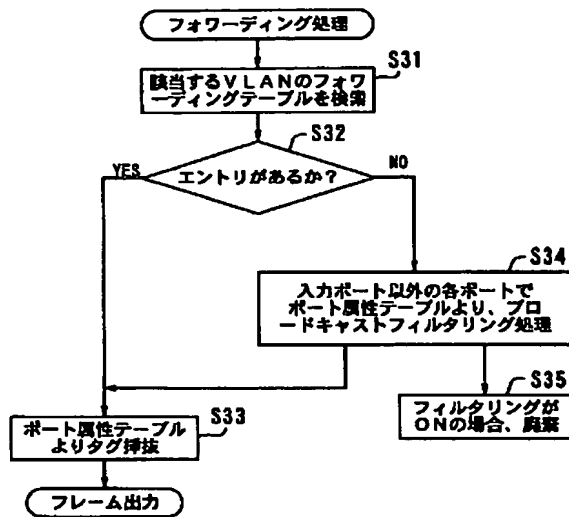 フォワーディング処理
S31
該当するVLANのフォワ
ーディングテーブルを検索
S32
YES
エントリがあるか?
NO
S34
入力ポート以外の各ポートで
ポート属性テーブルより、ブロ
ードキャストフィルタリング処理
S35
フィルタリングが
ONの場合、廃棄
S33
ポート属性テーブル
よりタグ挿抜
フレーム出力